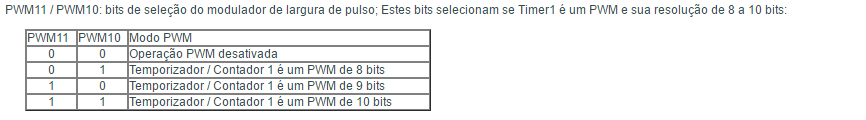 PWM11 / PWM10: bits de seleção do modulador de largura de pulso; Estes bits selecionam se Timer1 é um PWM e sua resolução de 8 a 10 bits:
PWM11 PWM10 Modo PWM
0 0 Operação PWM desativada
0 1 Temporizador / Contador 1 é um PWM de 8 bits
1 0 Temporizador / Contador 1 é um PWM de 9 bits
1 1 Temporizador / Contador 1 é um PWM de 10 bits